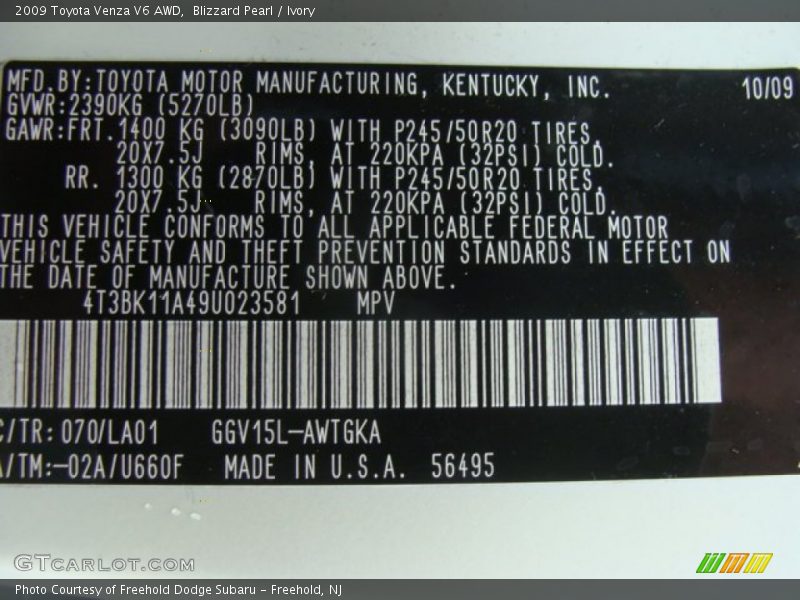 2009 Toyota Venza V6 AWD,  Blizzard Pearl / Ivory
MFD.BY:TOYOTA MOTOR MANUFACTURING, KENTUCKY, INC. 10/09
GVWR:2390KG (5270LB)
GAWR:FRT.1400 KG (3090LB) WITH P245/50R20 TIRES,
20X7.5J RIMS, AT 220KPA (32PSI) COLD.
RR. 1300 KG (2870LB) WITH P245/50R20 TIRES,
20X7.5J RIMS, AT 220KPA (32PSI) COLD.
THIS VEHICLE CONFORMS TO ALL APPLICABLE FEDERAL MOTOR
VEHICLE SAFETY AND THEFT PREVENTION STANDARDS IN EFFECT ON
THE DATE OF MANUFACTURE SHOWN ABOVE.
4T3BK11A49U023581 MPV
C/TR:070/LA01 GGV15L-AWTGKA
A/TM:-02A/U660F MADE IN U.S.A. 56495
GTCARLOT.COM
Photo Courtesy of Freehold Dodge Subaru - Freehold, NJ